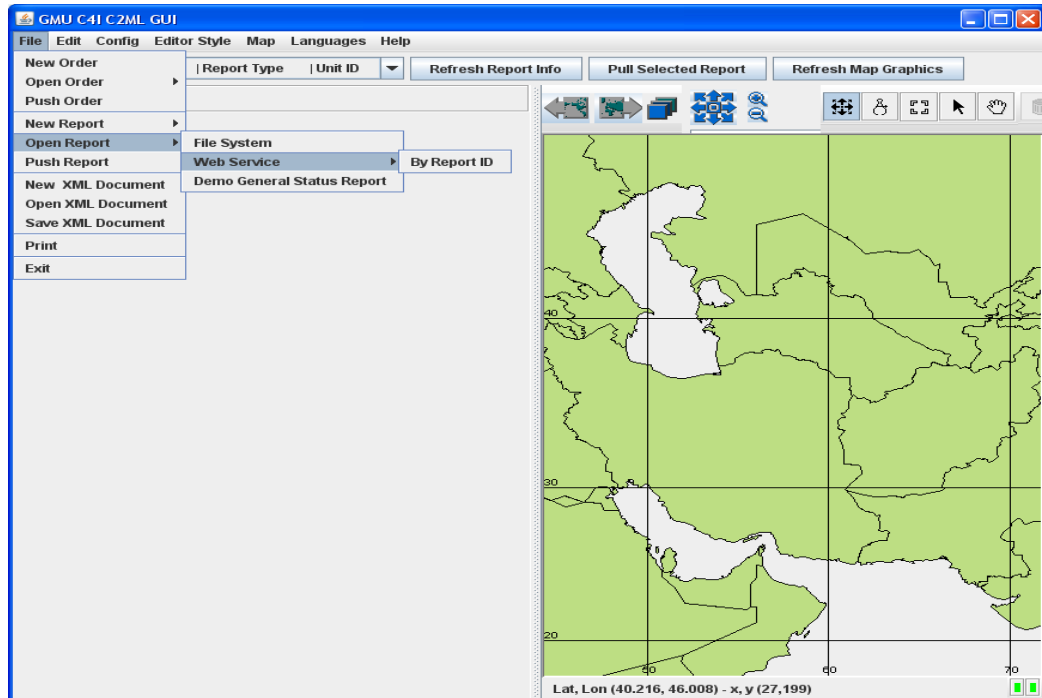 GMU C4I C2ML GUI
File Edit Config Editor Style Map Languages Help
|Report Type |Unit ID Refresh Report Info Pull Selected Report Refresh Map Graphics
New Order
Open Order
Push Order
New Report
Open Report
Push Report
New XML Document
Open XML Document
Save XML Document
Print
Exit
File System
Web Service
Demo General Status Report
By Report ID
40
30
20
50 60 70
Lat, Lon (40.216, 46.008) - x, y (27,199)